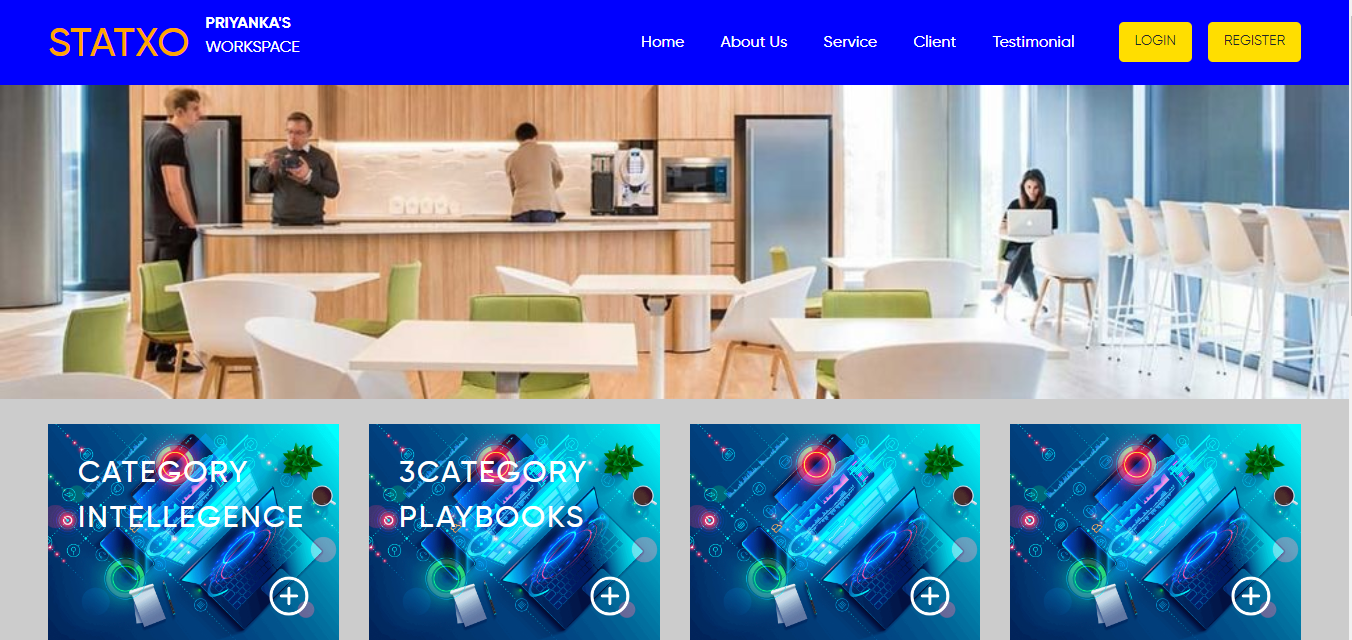 STATXO
PRIYANKA'S
WORKSPACE
Home
About Us
Service
Client
Testimonial
LOGIN
REGISTER
CATEGORY
INTELLEGENCE
3CATEGORY
PLAYBOOKS